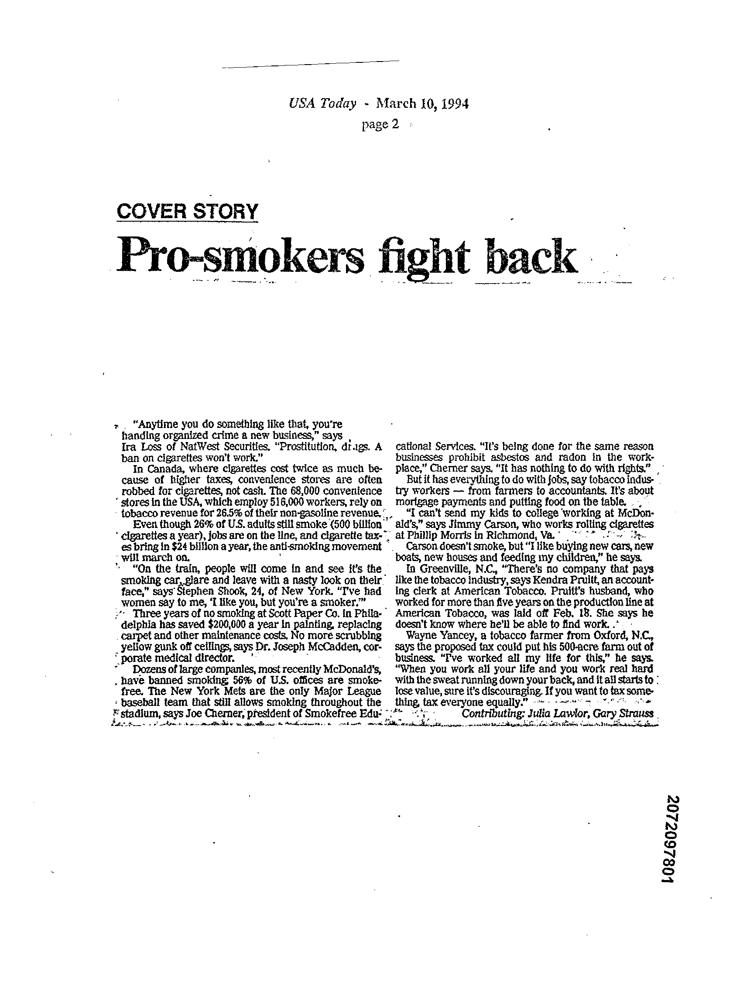 USA Today - March 10, 1994
page 2
COVER STORY
Pro-smokers fight back
"Anytime you do something like that, you're
handing organized crime a new business," says
Ira Loss of NatWest Securities. "Prostitution, drugs. A
ban on cigarettes won't work."
In Canada, where cigarettes cost twice as much be-
cause of higher taxes, convenience stores are often
robbed for cigarettes, not cash. The 68,000 convenience
stores in the USA, which employ 516,000 workers, rely on
tobacco revenue for 26.5% of their non-gasoline revenue.
Even though 26% of U.S. adults still smoke (500 billion
cigarettes a year), jobs are on the line, and cigarette tax-
es bring in $24 billion a year, the anti-smoking movement
will march on.
"On the train, people will come in and see it's the
smoking car, glare and leave with a nasty look on their
face," says Stephen Shook, 24, of New York. "I've had
women say to me, 'I like you, but you're a smoker.'"
Three years of no smoking at Scott Paper Co. in Phila-
delphia has saved $200,000 a year in painting, replacing
carpet and other maintenance costs. No more scrubbing
yellow gunk off ceilings, says Dr. Joseph McCadden, cor-
porate medical director.
Dozens of large companies, most recently McDonald's,
have banned smoking; 56% of U.S. offices are smoke-
free. The New York Mets are the only Major League
baseball team that still allows smoking throughout the
stadium, says Joe Cherner, president of Smokefree Edu-
cational Services. "It's being done for the same reason
businesses prohibit asbestos and radon in the work-
place," Cherner says. "It has nothing to do with rights."
But it has everything to do with jobs, say tobacco indus-
try workers — from farmers to accountants. It's about
mortgage payments and putting food on the table.
"I can't send my kids to college working at McDon-
ald's," says Jimmy Carson, who works rolling cigarettes
at Phillip Morris in Richmond, Va.
Carson doesn't smoke, but "I like buying new cars, new
boats, new houses and feeding my children," he says.
In Greenville, N.C., "There's no company that pays
like the tobacco industry, says Kendra Pruitt, an account-
ing clerk at American Tobacco. Pruitt's husband, who
worked for more than five years on the production line at
American Tobacco, was laid off Feb. 18. She says he
doesn't know where he'll be able to find work.
Wayne Yancey, a tobacco farmer from Oxford, N.C.,
says the proposed tax could put his 500-acre farm out of
business. "I've worked all my life for this," he says.
"When you work all your life and you work real hard
with the sweat running down your back, and it all starts to
lose value, sure it's discouraging. If you want to tax some-
thing, tax everyone equally."
Contributing: Julia Lawlor, Gary Strauss
2072097801